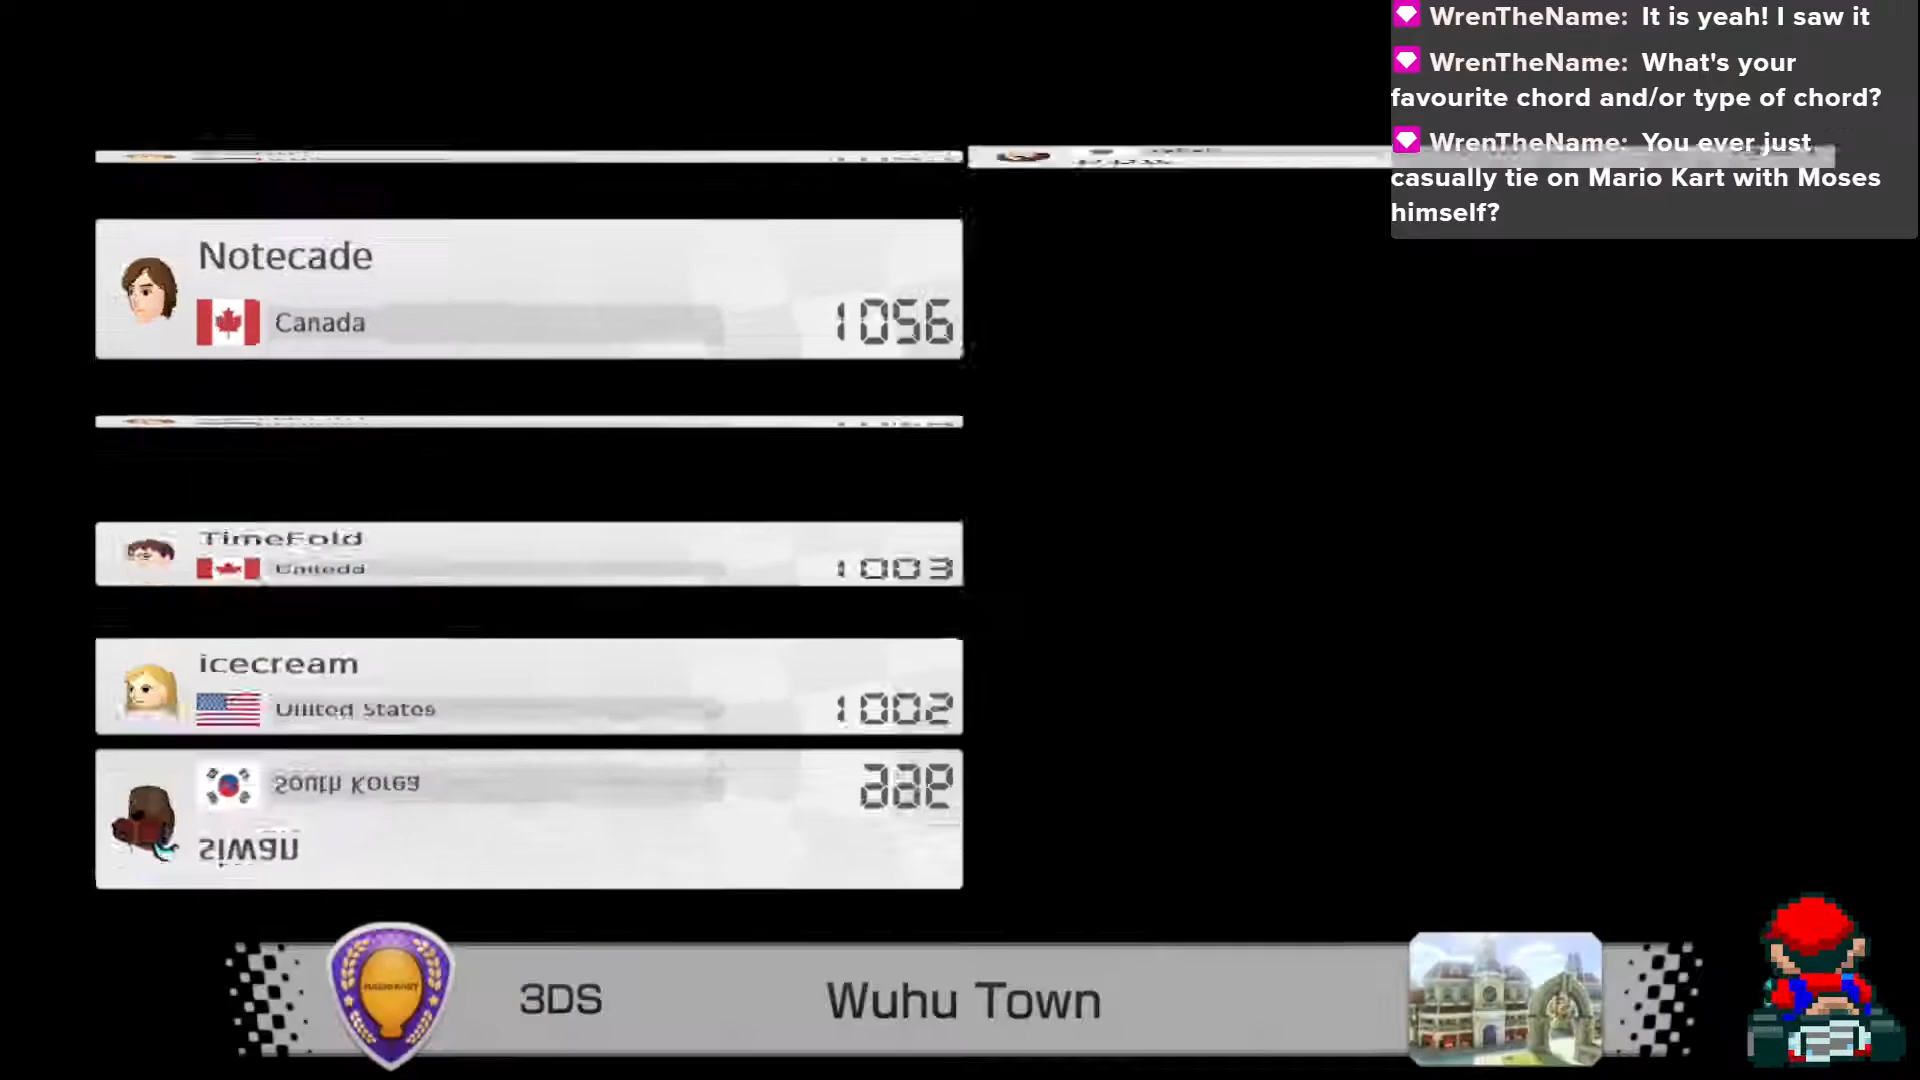 WrenTheName: It is yeah! I saw it
WrenTheName: What's your
favourite chord and/or type of chord?
WrenTheName: You ever just
casually tie on Mario Kart with Moses
himself?
Notecade
Canada
1056
TimeFold
Canada
1003
icecream
United States
1002
South Korea
siwan
3DS
Wuhu Town